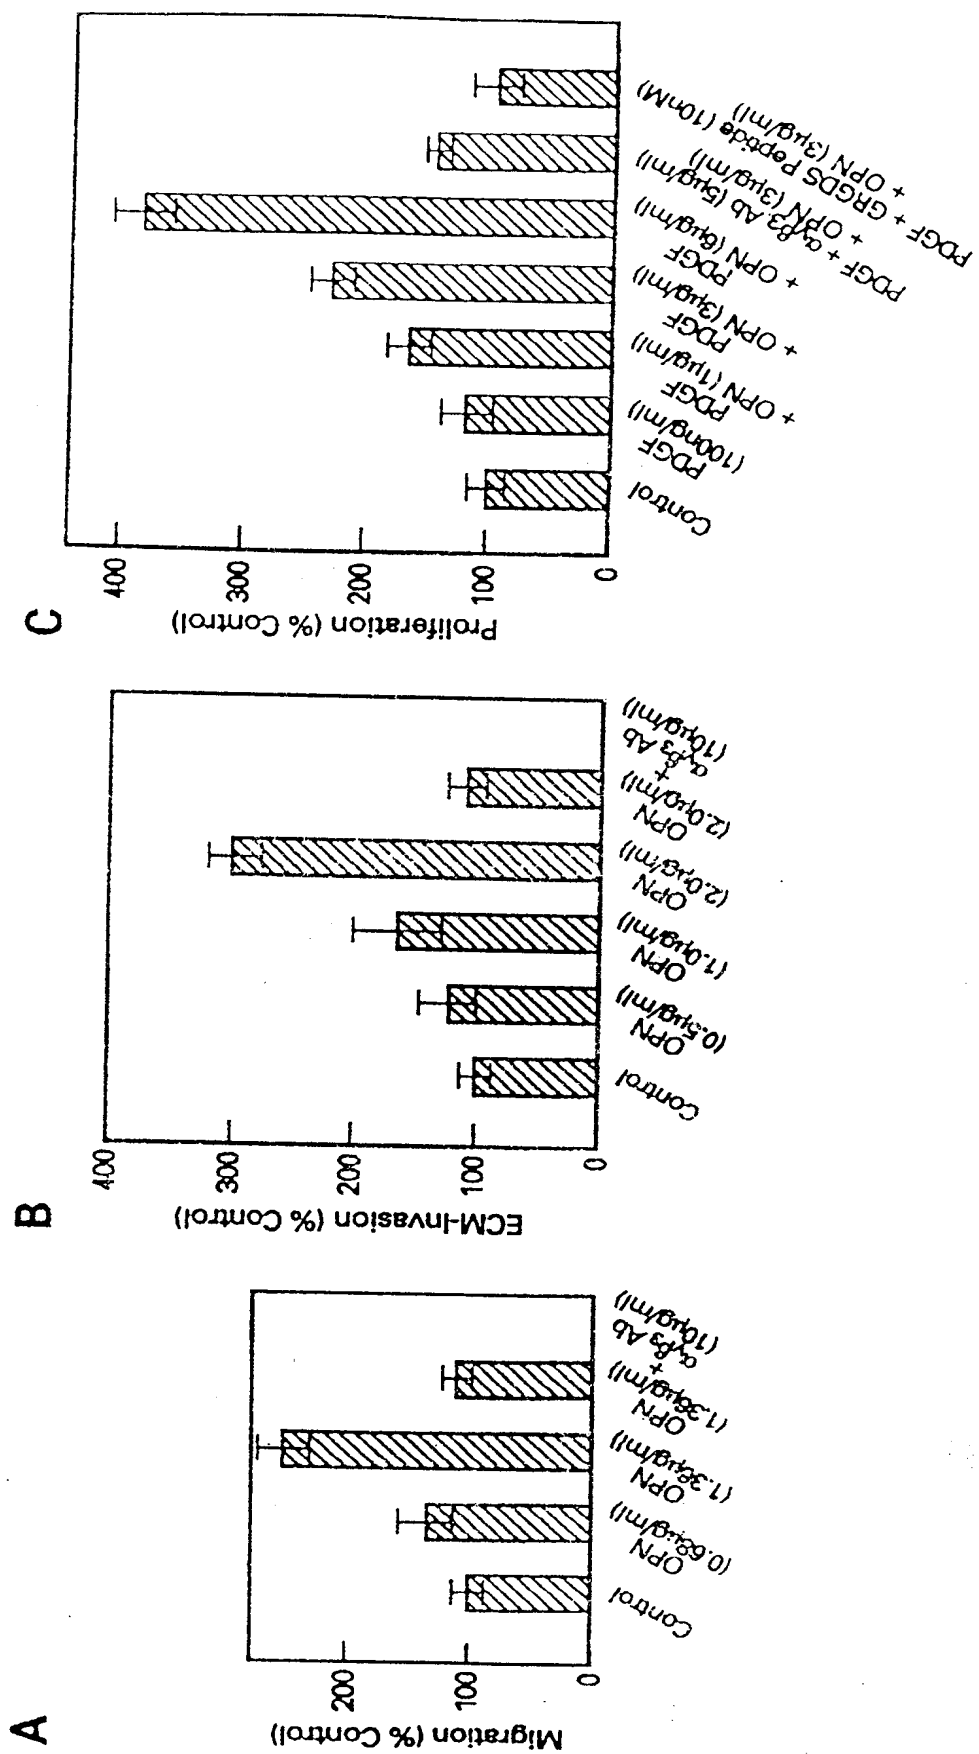 A
Migration (% Control)
200
100
0
Control
OPN
(0.68µg/ml)
OPN
(1.36µg/ml)
OPN
(1.36µg/ml)
+
αvβ3 Ab
(10µg/ml)
B
ECM-Invasion (% Control)
400
300
200
100
0
Control
OPN
(0.5µg/ml)
OPN
(1.0µg/ml)
OPN
(2.0µg/ml)
OPN
(2.0µg/ml)
+
αvβ3 Ab
(10µg/ml)
C
Proliferation (% Control)
400
300
200
100
0
Control
PDGF
(100ng/ml)
PDGF
+ OPN (1µg/ml)
PDGF
+ OPN (3µg/ml)
PDGF
+ OPN (6µg/ml)
PDGF + αvβ3 Ab (5µg/ml)
+ OPN (3µg/ml)
PDGF + GRGDS Peptide (10nM)
+ OPN (3µg/ml)